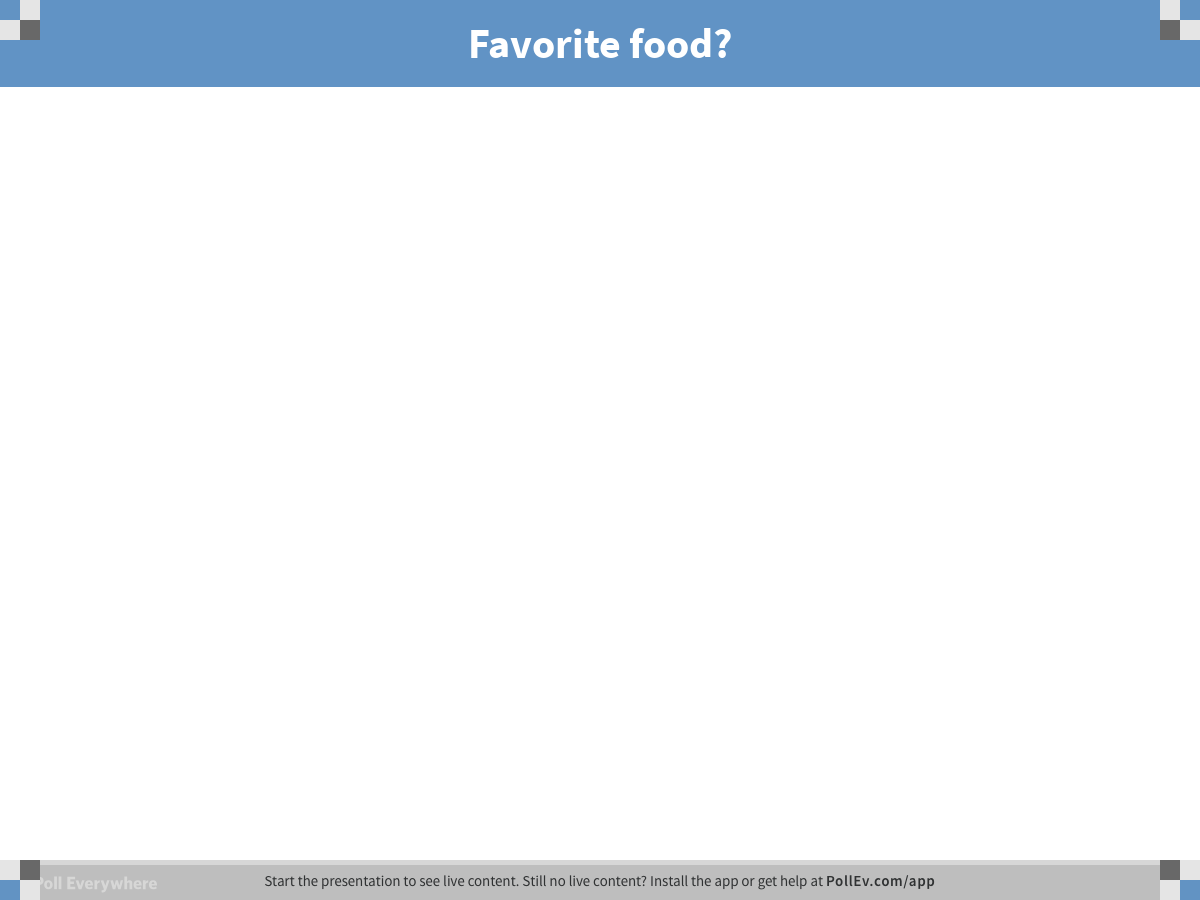 Favorite food?
Poll Everywhere
Start the presentation to see live content. Still no live content? Install the app or get help at PollEv.com/app